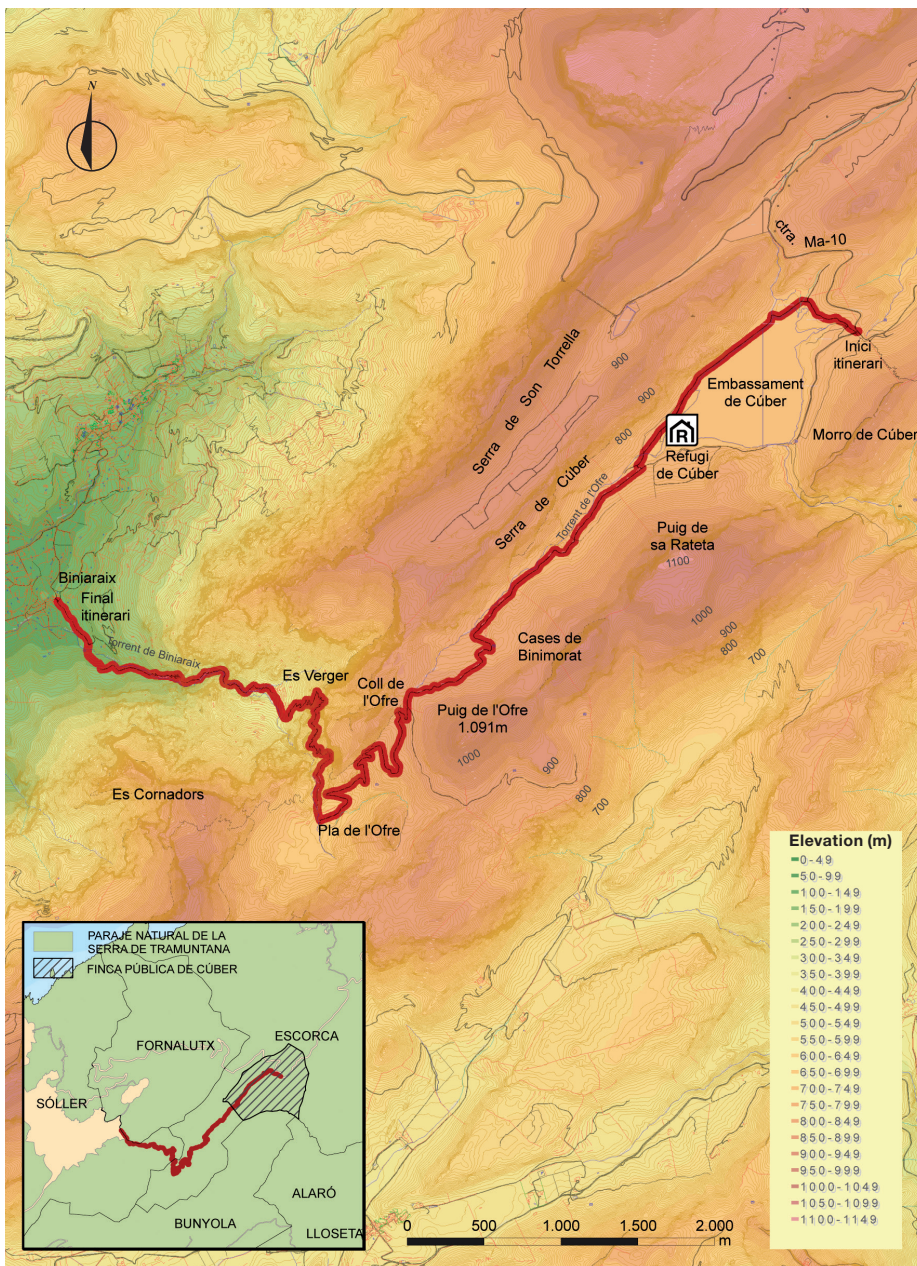 N
ctra.
Ma-10
Inici
itinerari
Serra de Son Torrella
900
900
800
Embassament
de Cúber
Morro de Cúber
Refugi
de Cúber
R
Serra de Cúber
Torrent de l'Ofre
Puig de
sa Rateta
1100
1000
900
800
700
Biniaraix
Final
itinerari
Torrent de Biniaraix
Es Verger
Coll de
l'Ofre
Cases de
Binimorat
Puig de l'Ofre
1.091m
1000
900
800
700
Es Cornadors
Pla de l'Ofre
Elevation (m)
0-49
50-99
100-149
150-199
200-249
250-299
300-349
350-399
400-449
450-499
500-549
550-599
600-649
650-699
700-749
750-799
800-849
850-899
900-949
950-999
1000-1049
1050-1099
1100-1149
PARAJE NATURAL DE LA
SERRA DE TRAMUNTANA
FINCA PÚBLICA DE CÚBER
FORNALUTX
ESCORCA
SÓLLER
ALARÓ
BUNYOLA
LLOSETA
0 500 1.000 1.500 2.000
m